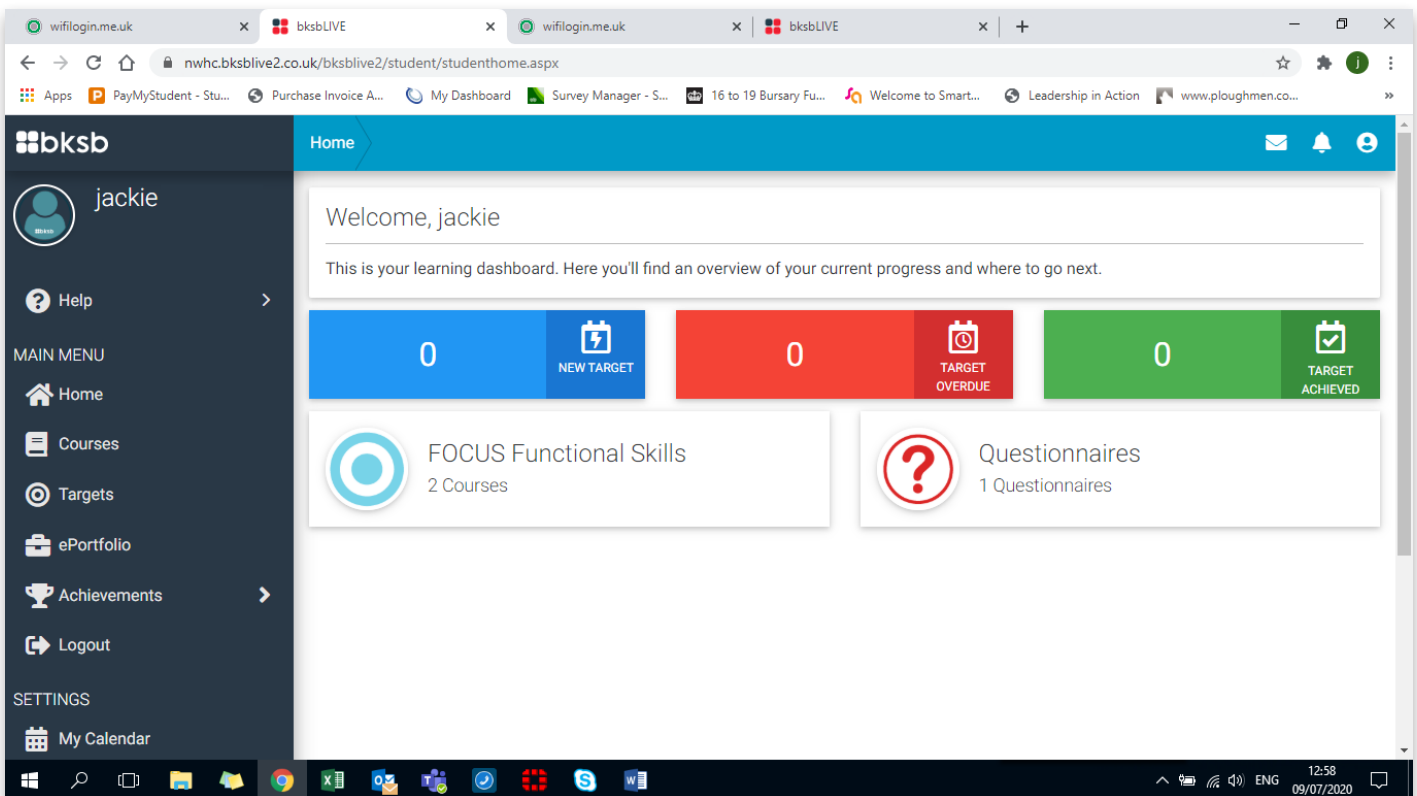 wifilogin.me.uk
bksbLIVE
wifilogin.me.uk
bksbLIVE
nwhc.bksblive2.co.uk/bksblive2/student/studenthome.aspx
j
Apps
PayMyStudent - Stu...
Purchase Invoice A...
My Dashboard
Survey Manager - S...
16 to 19 Bursary Fu...
Welcome to Smart...
Leadership in Action
www.ploughmen.co...
bksb
Home
jackie
Welcome, jackie
This is your learning dashboard. Here you'll find an overview of your current progress and where to go next.
Help
MAIN MENU
Home
Courses
Targets
ePortfolio
Achievements
Logout
SETTINGS
My Calendar
0
NEW TARGET
0
TARGET
OVERDUE
0
TARGET
ACHIEVED
FOCUS Functional Skills
2 Courses
Questionnaires
1 Questionnaires
ENG
12:58
09/07/2020